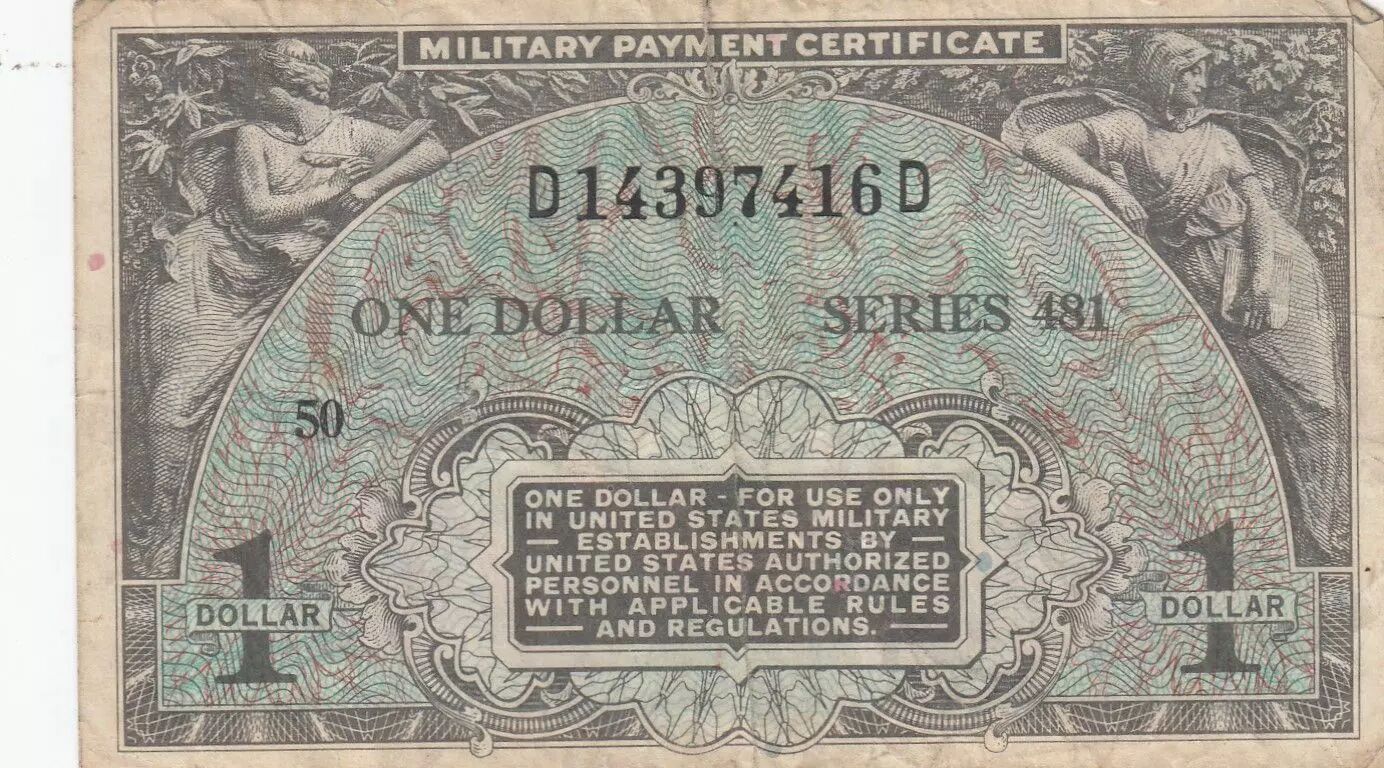 MILITARY PAYMENT CERTIFICATE
D14397416D
ONE DOLLAR SERIES 481
50
ONE DOLLAR - FOR USE ONLY
IN UNITED STATES MILITARY
— ESTABLISHMENTS BY —
UNITED STATES AUTHORIZED
PERSONNEL IN ACCORDANCE
WITH APPLICABLE RULES
— AND REGULATIONS. —
1 DOLLAR
1 DOLLAR